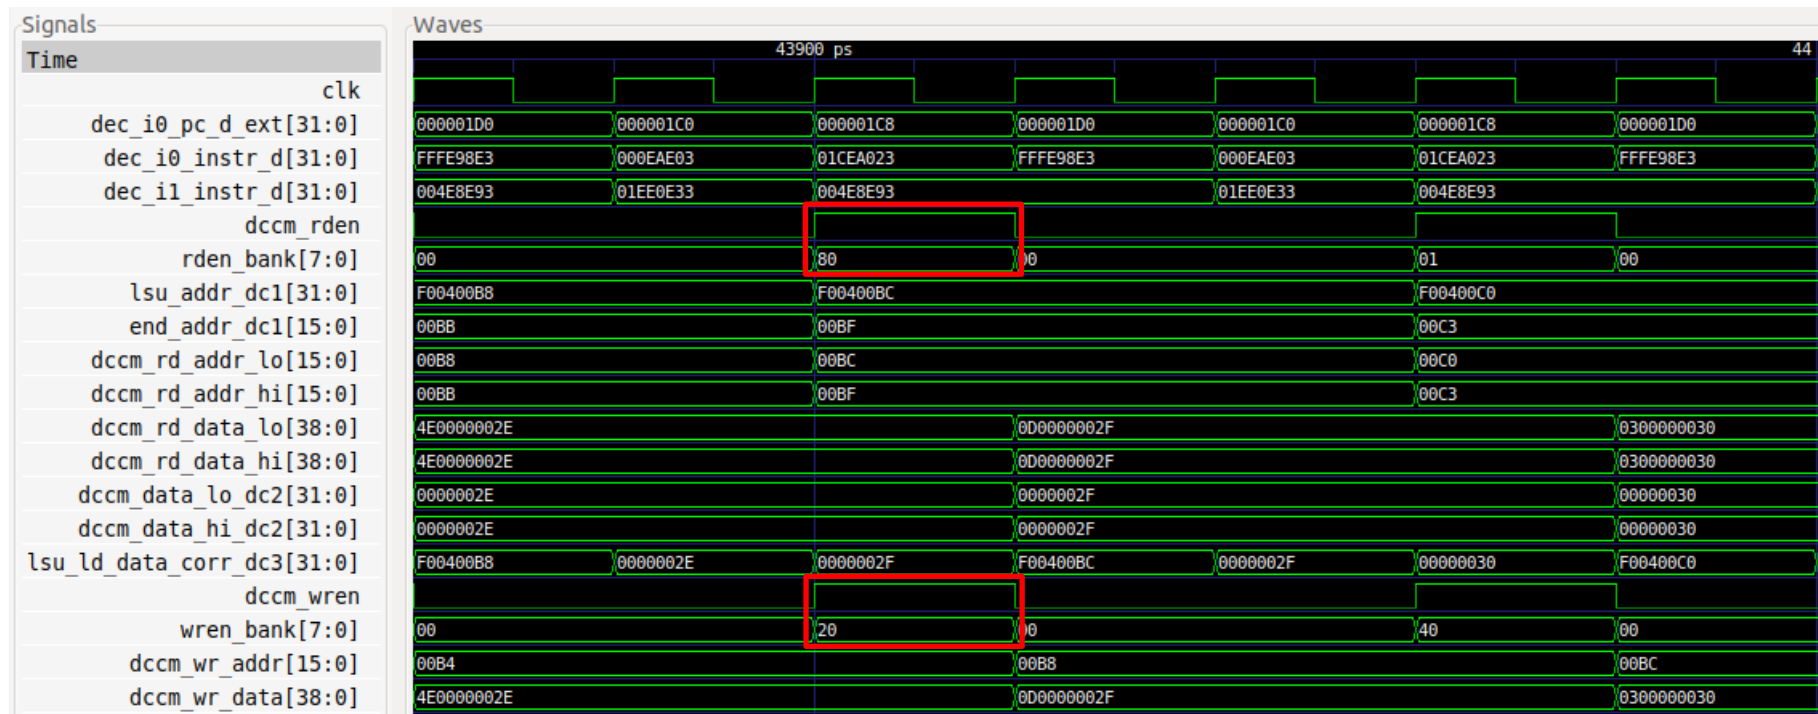 Signals Waves
Time 43900 ps 44
clk
dec_i0_pc_d_ext[31:0] 000001D0 000001C0 000001C8 000001D0 000001C0 000001C8 000001D0
dec_i0_instr_d[31:0] FFFE98E3 000EAE03 01CEA023 FFFE98E3 000EAE03 01CEA023 FFFE98E3
dec_i1_instr_d[31:0] 004E8E93 01EE0E33 004E8E93 01EE0E33 004E8E93
dccm_rden
rden_bank[7:0] 00 80 00 01 00
lsu_addr_dc1[31:0] F00400B8 F00400BC F00400C0
end_addr_dc1[15:0] 00BB 00BF 00C3
dccm_rd_addr_lo[15:0] 00B8 00BC 00C0
dccm_rd_addr_hi[15:0] 00BB 00BF 00C3
dccm_rd_data_lo[38:0] 4E0000002E 0D0000002F 0300000030
dccm_rd_data_hi[38:0] 4E0000002E 0D0000002F 0300000030
dccm_data_lo_dc2[31:0] 0000002E 0000002F 00000030
dccm_data_hi_dc2[31:0] 0000002E 0000002F 00000030
lsu_ld_data_corr_dc3[31:0] F00400B8 0000002E 0000002F F00400BC 0000002F 00000030 F00400C0
dccm_wren
wren_bank[7:0] 00 20 00 40 00
dccm_wr_addr[15:0] 00B4 00B8 00BC
dccm_wr_data[38:0] 4E0000002E 0D0000002F 0300000030